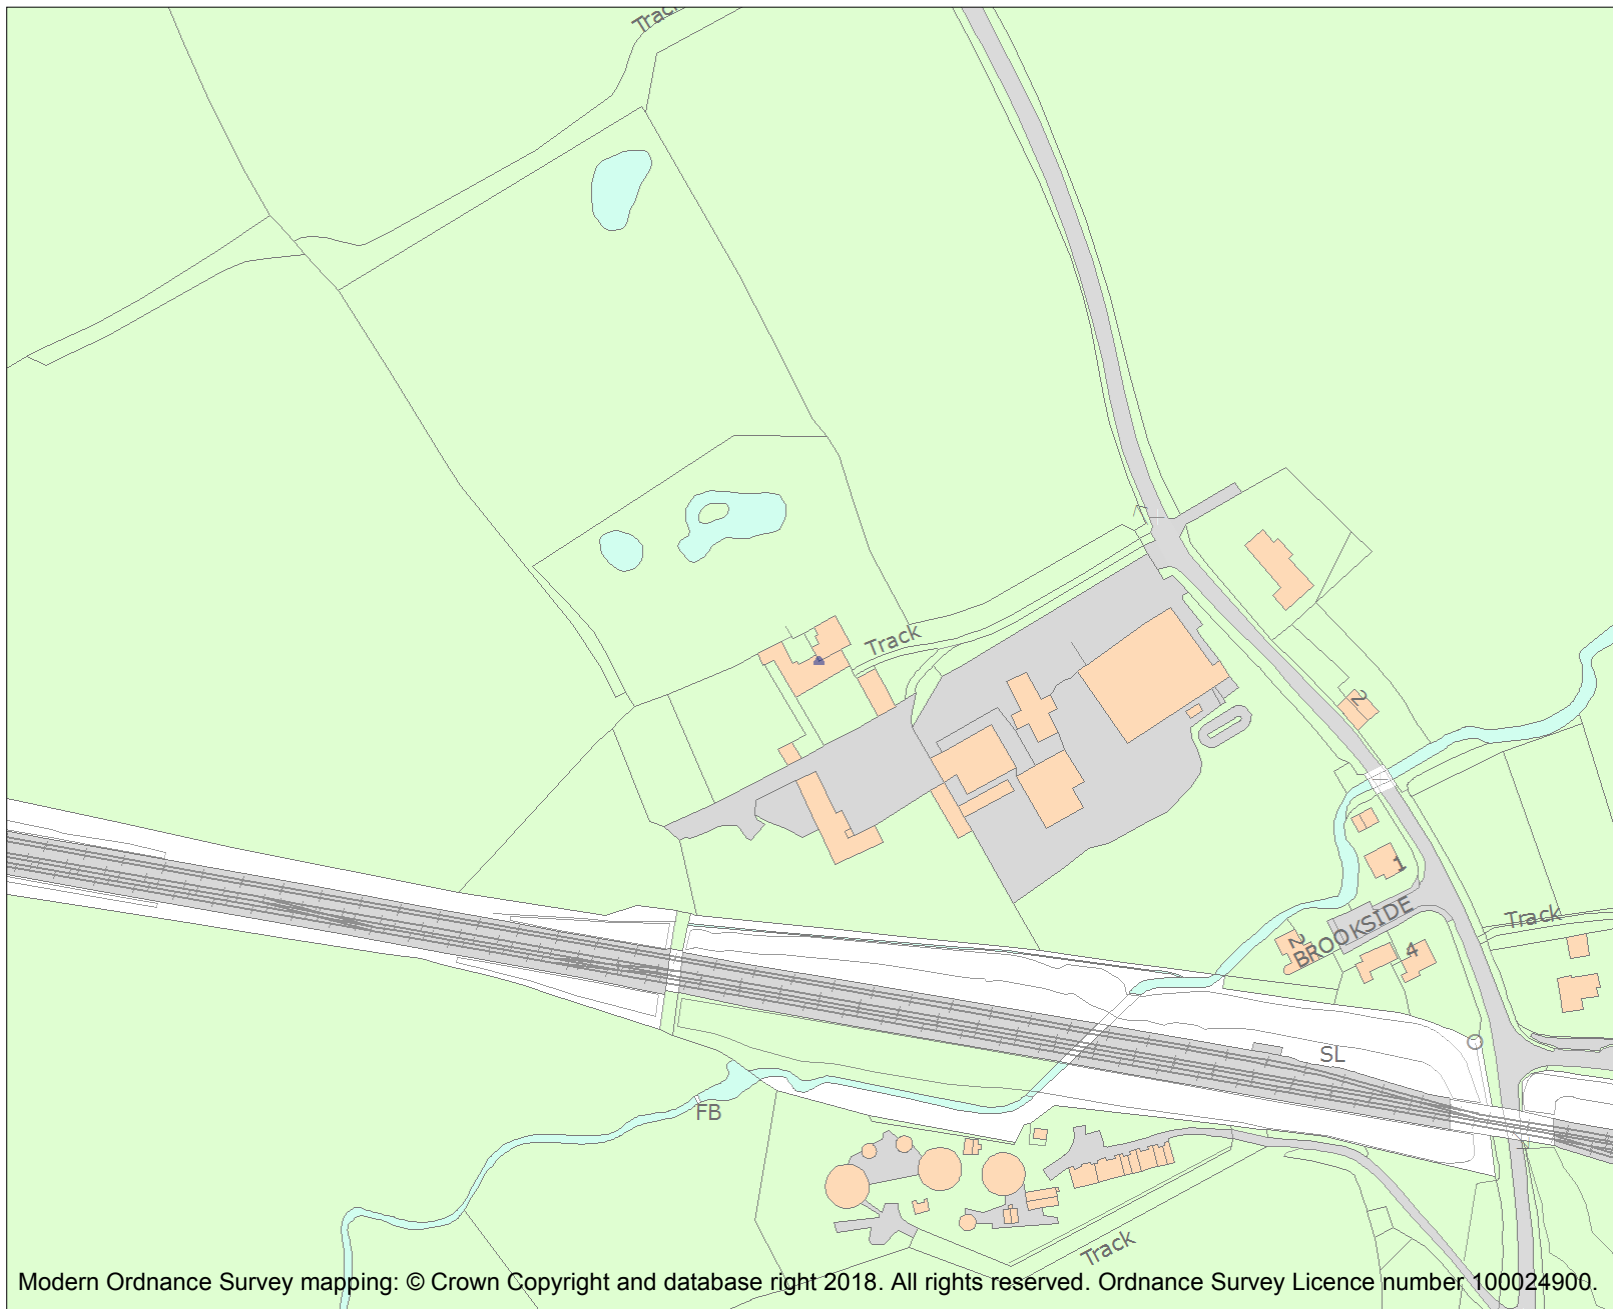 Track
Track
2
1
Track
BROOKSIDE
2
4
SL
FB
Track
Modern Ordnance Survey mapping: © Crown Copyright and database right 2018. All rights reserved. Ordnance Survey Licence number 100024900.